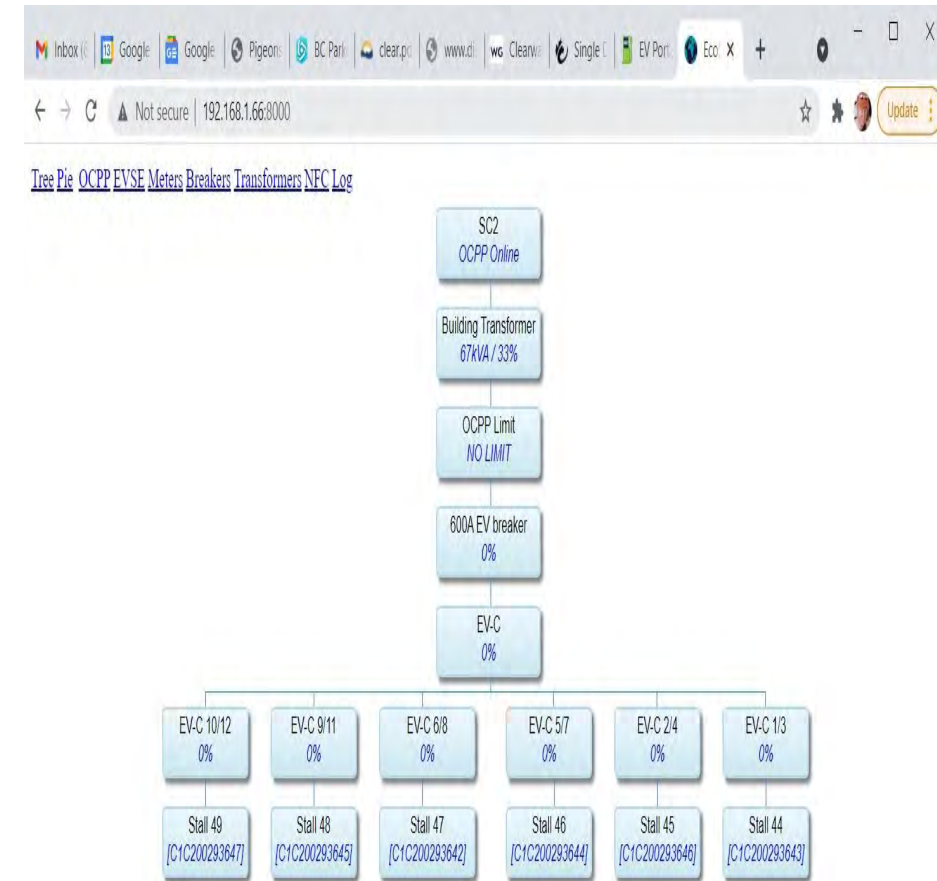 Inbox Google Google Pigeons BC Park clear.pc www.di WG Clearwa Single EV Port Eco
Not secure 192.168.1.66:8000 Update
Tree Pie OCPP EVSE Meters Breakers Transformers NFC Log
SC2
OCPP Online
Building Transformer
67kVA / 33%
OCPP Limit
NO LIMIT
600A EV breaker
0%
EV-C
0%
EV-C 10/12 EV-C 9/11 EV-C 6/8 EV-C 5/7 EV-C 2/4 EV-C 1/3
0% 0% 0% 0% 0% 0%
Stall 49 Stall 48 Stall 47 Stall 46 Stall 45 Stall 44
[C1C200293647] [C1C200293645] [C1C200293642] [C1C200293644] [C1C200293646] [C1C200293643]